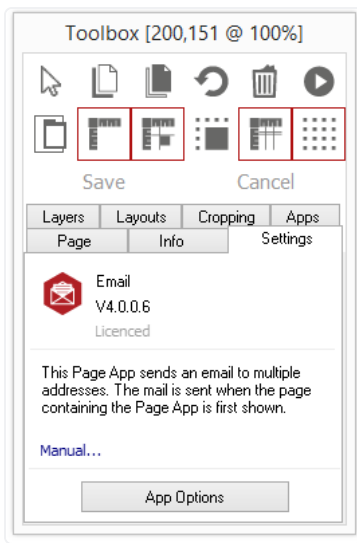 Toolbox [200,151 @ 100%]
Save Cancel
Layers Layouts Cropping Apps
Page Info Settings
Email
V4.0.0.6
Licenced
This Page App sends an email to multiple
addresses. The mail is sent when the page
containing the Page App is first shown.
Manual...
App Options